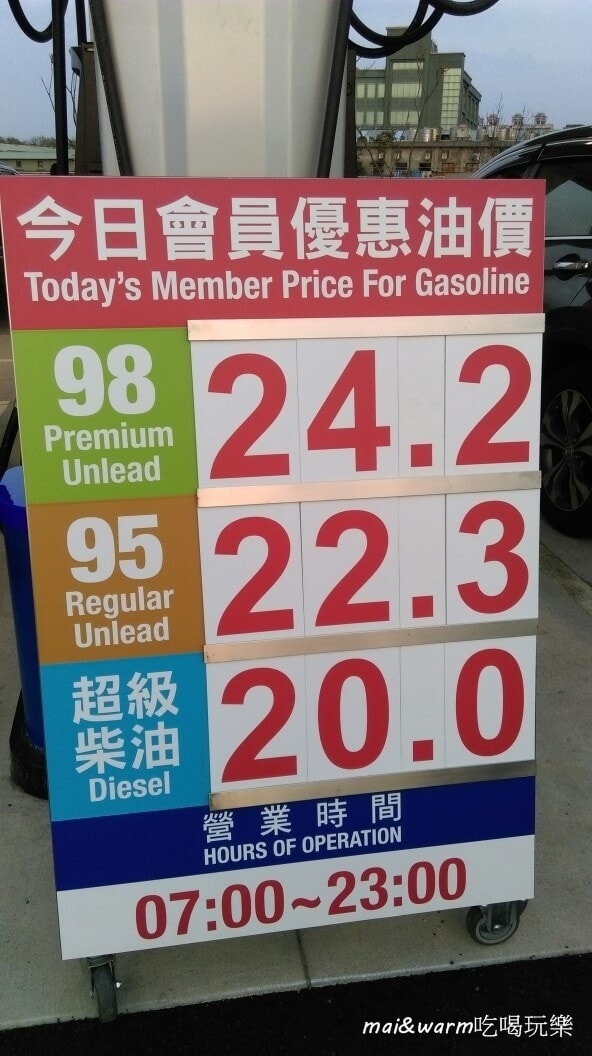 今日會員優惠油價
Today's Member Price For Gasoline
98
Premium
Unlead
24.2
95
Regular
Unlead
22.3
超級
柴油
Diesel
20.0
營業時間
HOURS OF OPERATION
07:00~23:00
mai&warm吃喝玩樂